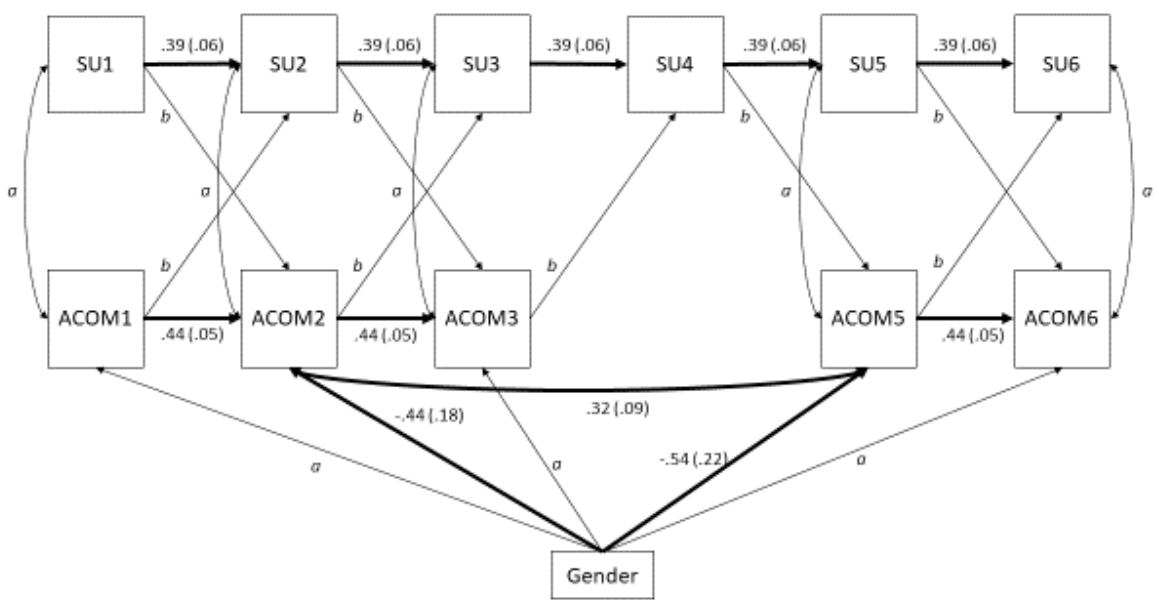 .39 (.06) .39 (.06) .39 (.06) .39 (.06) .39 (.06)
SU1 SU2 SU3 SU4 SU5 SU6
b b b b
a a a a a
b b b b
ACOM1 ACOM2 ACOM3 ACOM5 ACOM6
.44 (.05) .44 (.05) .44 (.05)
.32 (.09)
-.44 (.18)
a a -.54 (.22) a
Gender